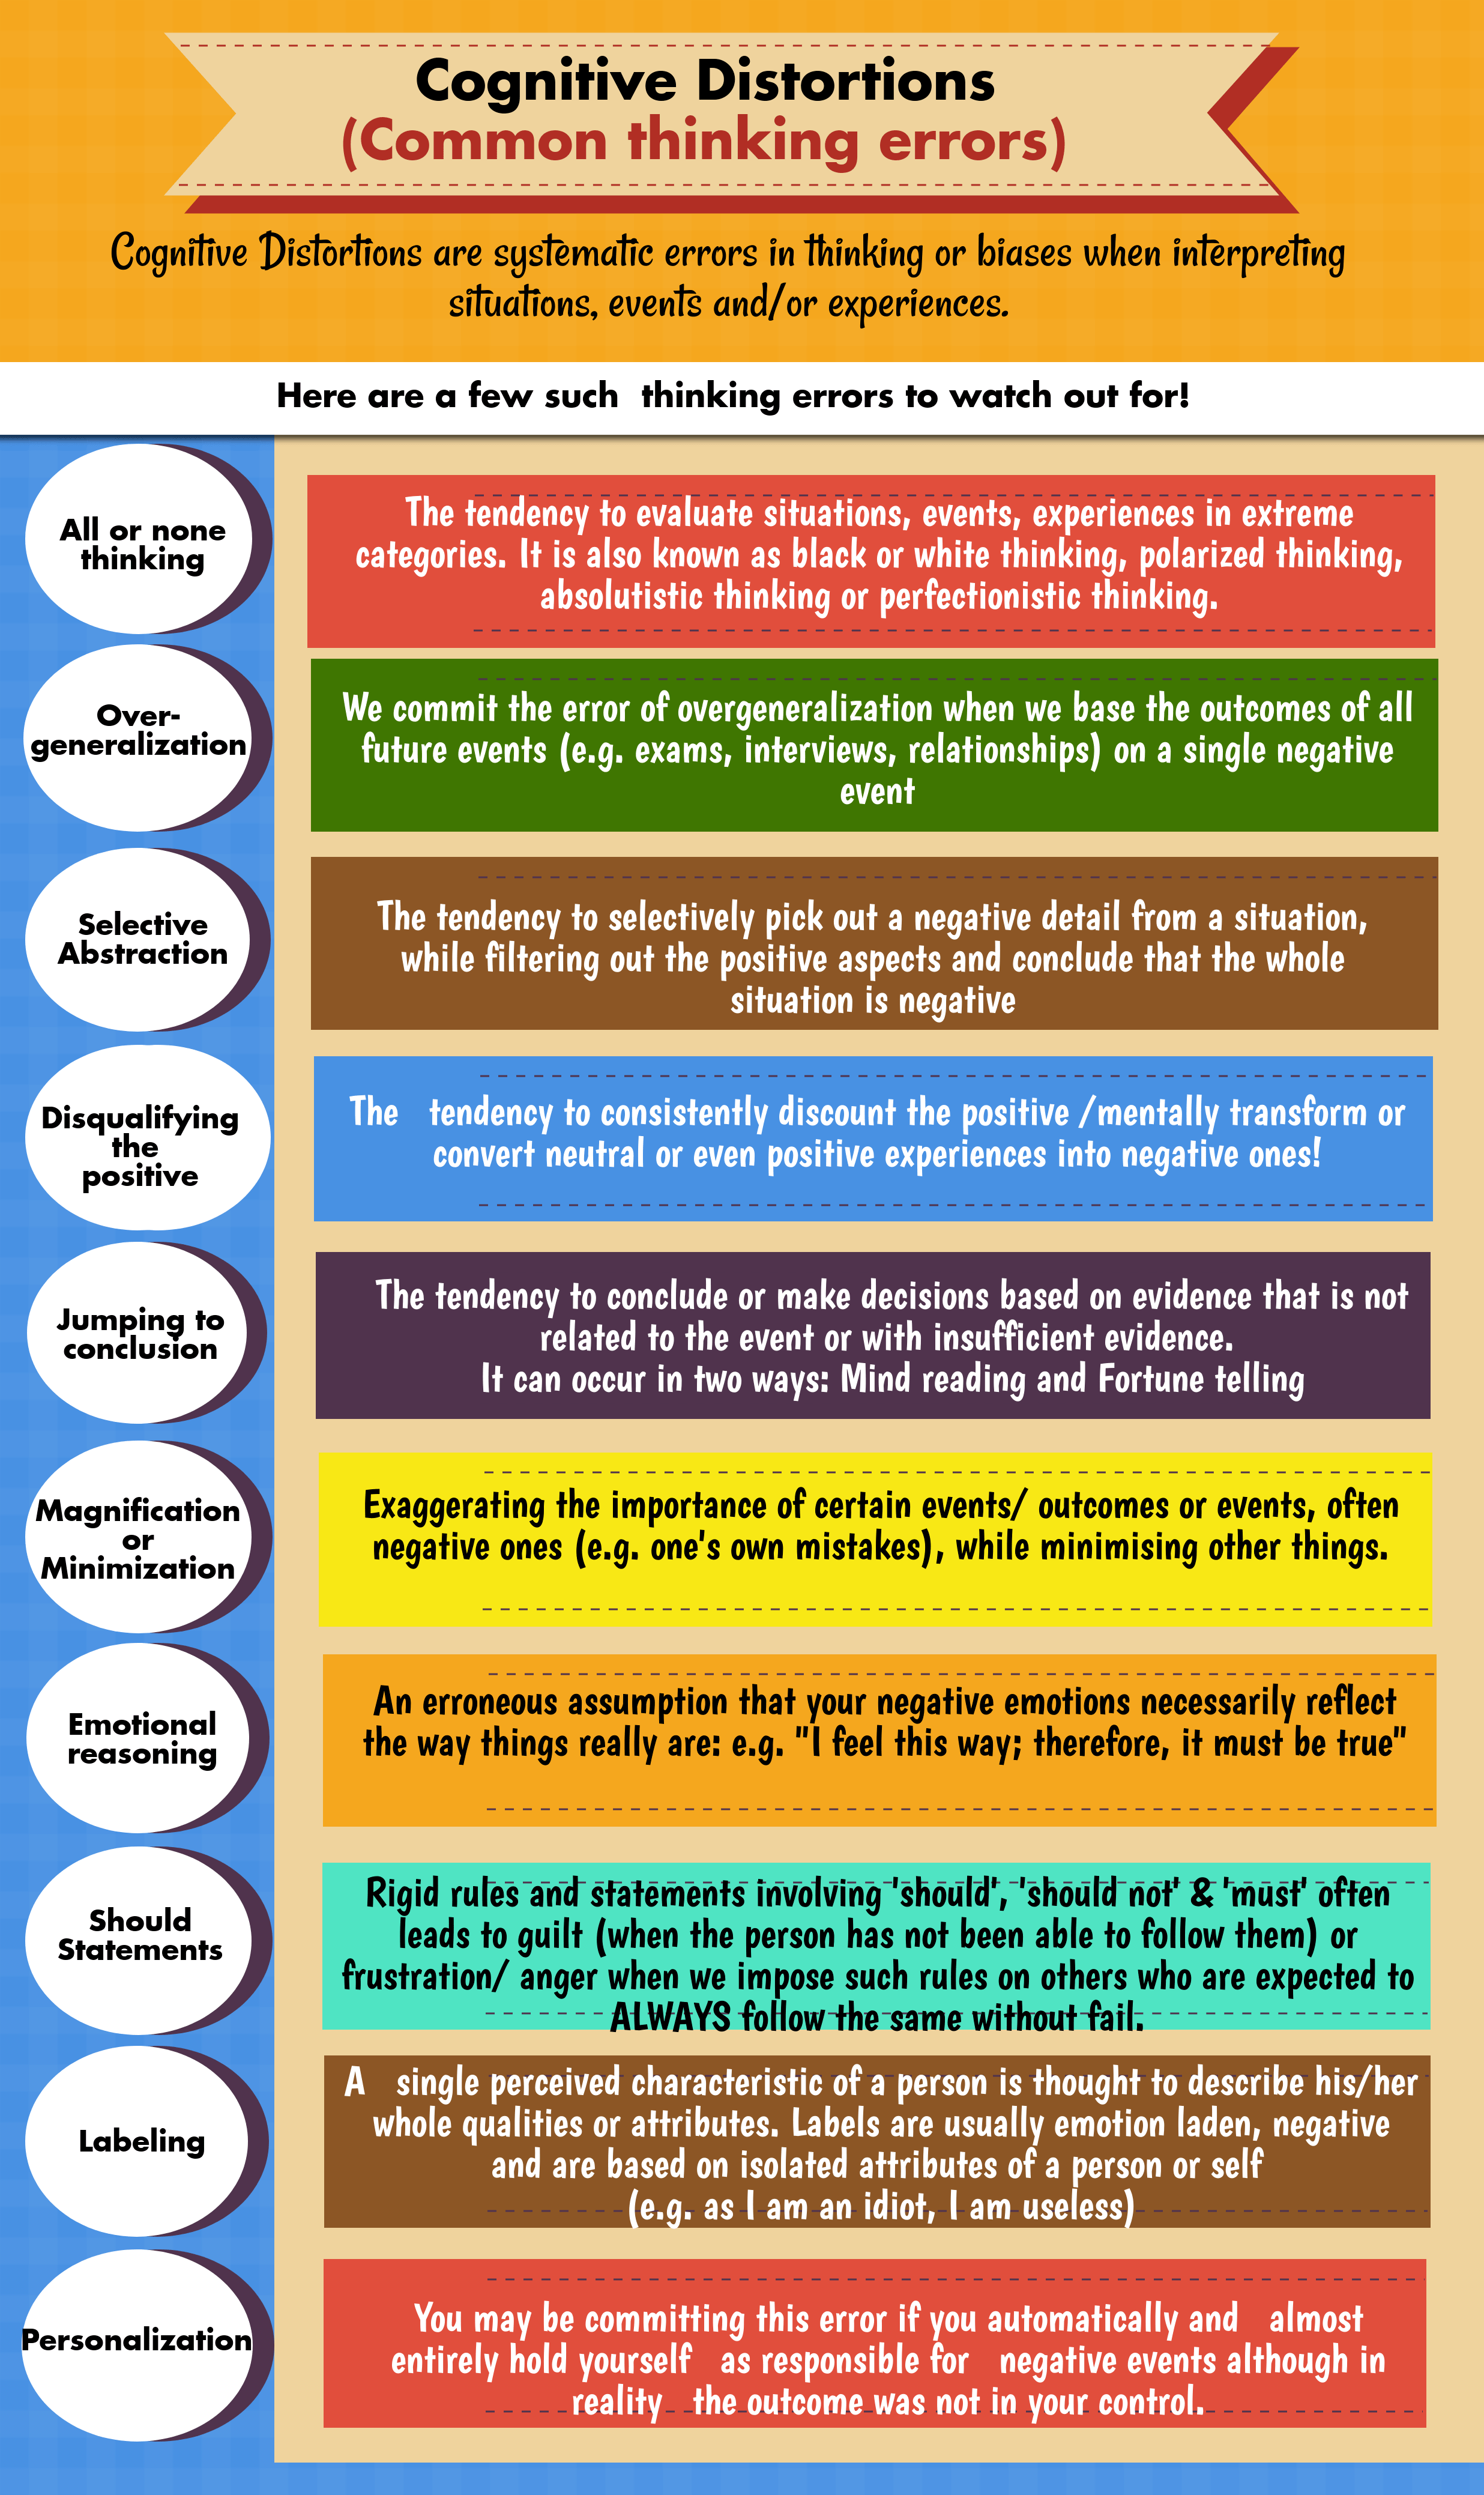 Cognitive Distortions
(Common thinking errors)
Cognitive Distortions are systematic errors in thinking or biases when interpreting
situations, events and/or experiences.
Here are a few such thinking errors to watch out for!
All or none
thinking
The tendency to evaluate situations, events, experiences in extreme
categories. It is also known as black or white thinking, polarized thinking,
absolutistic thinking or perfectionistic thinking.
Over-
generalization
We commit the error of overgeneralization when we base the outcomes of all
future events (e.g. exams, interviews, relationships) on a single negative
event
Selective
Abstraction
The tendency to selectively pick out a negative detail from a situation,
while filtering out the positive aspects and conclude that the whole
situation is negative
Disqualifying
the
positive
The tendency to consistently discount the positive /mentally transform or
convert neutral or even positive experiences into negative ones!
Jumping to
conclusion
The tendency to conclude or make decisions based on evidence that is not
related to the event or with insufficient evidence.
It can occur in two ways: Mind reading and Fortune telling
Magnification
or
Minimization
Exaggerating the importance of certain events/ outcomes or events, often
negative ones (e.g. one's own mistakes), while minimising other things.
Emotional
reasoning
An erroneous assumption that your negative emotions necessarily reflect
the way things really are: e.g. "I feel this way; therefore, it must be true"
Should
Statements
Rigid rules and statements involving 'should', 'should not' & 'must' often
leads to guilt (when the person has not been able to follow them) or
frustration/ anger when we impose such rules on others who are expected to
ALWAYS follow the same without fail.
Labeling
A single perceived characteristic of a person is thought to describe his/her
whole qualities or attributes. Labels are usually emotion laden, negative
and are based on isolated attributes of a person or self
(e.g. as I am an idiot, I am useless)
Personalization
You may be committing this error if you automatically and almost
entirely hold yourself as responsible for negative events although in
reality the outcome was not in your control.